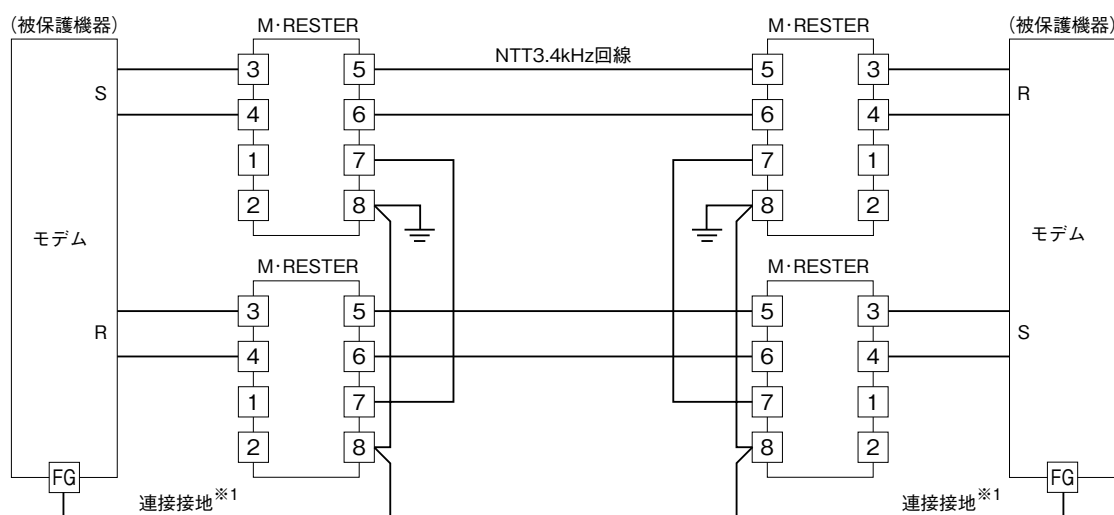 (被保護機器) M･RESTER M･RESTER (被保護機器)
3 5 NTT3.4kHz回線 5 3
S R
4 6 6 4
1 7 7 1
2 8 8 2
モデム モデム
M･RESTER M･RESTER
3 5 5 3
R S
4 6 6 4
1 7 7 1
2 8 8 2
FG 連接接地※1 連接接地※1 FG